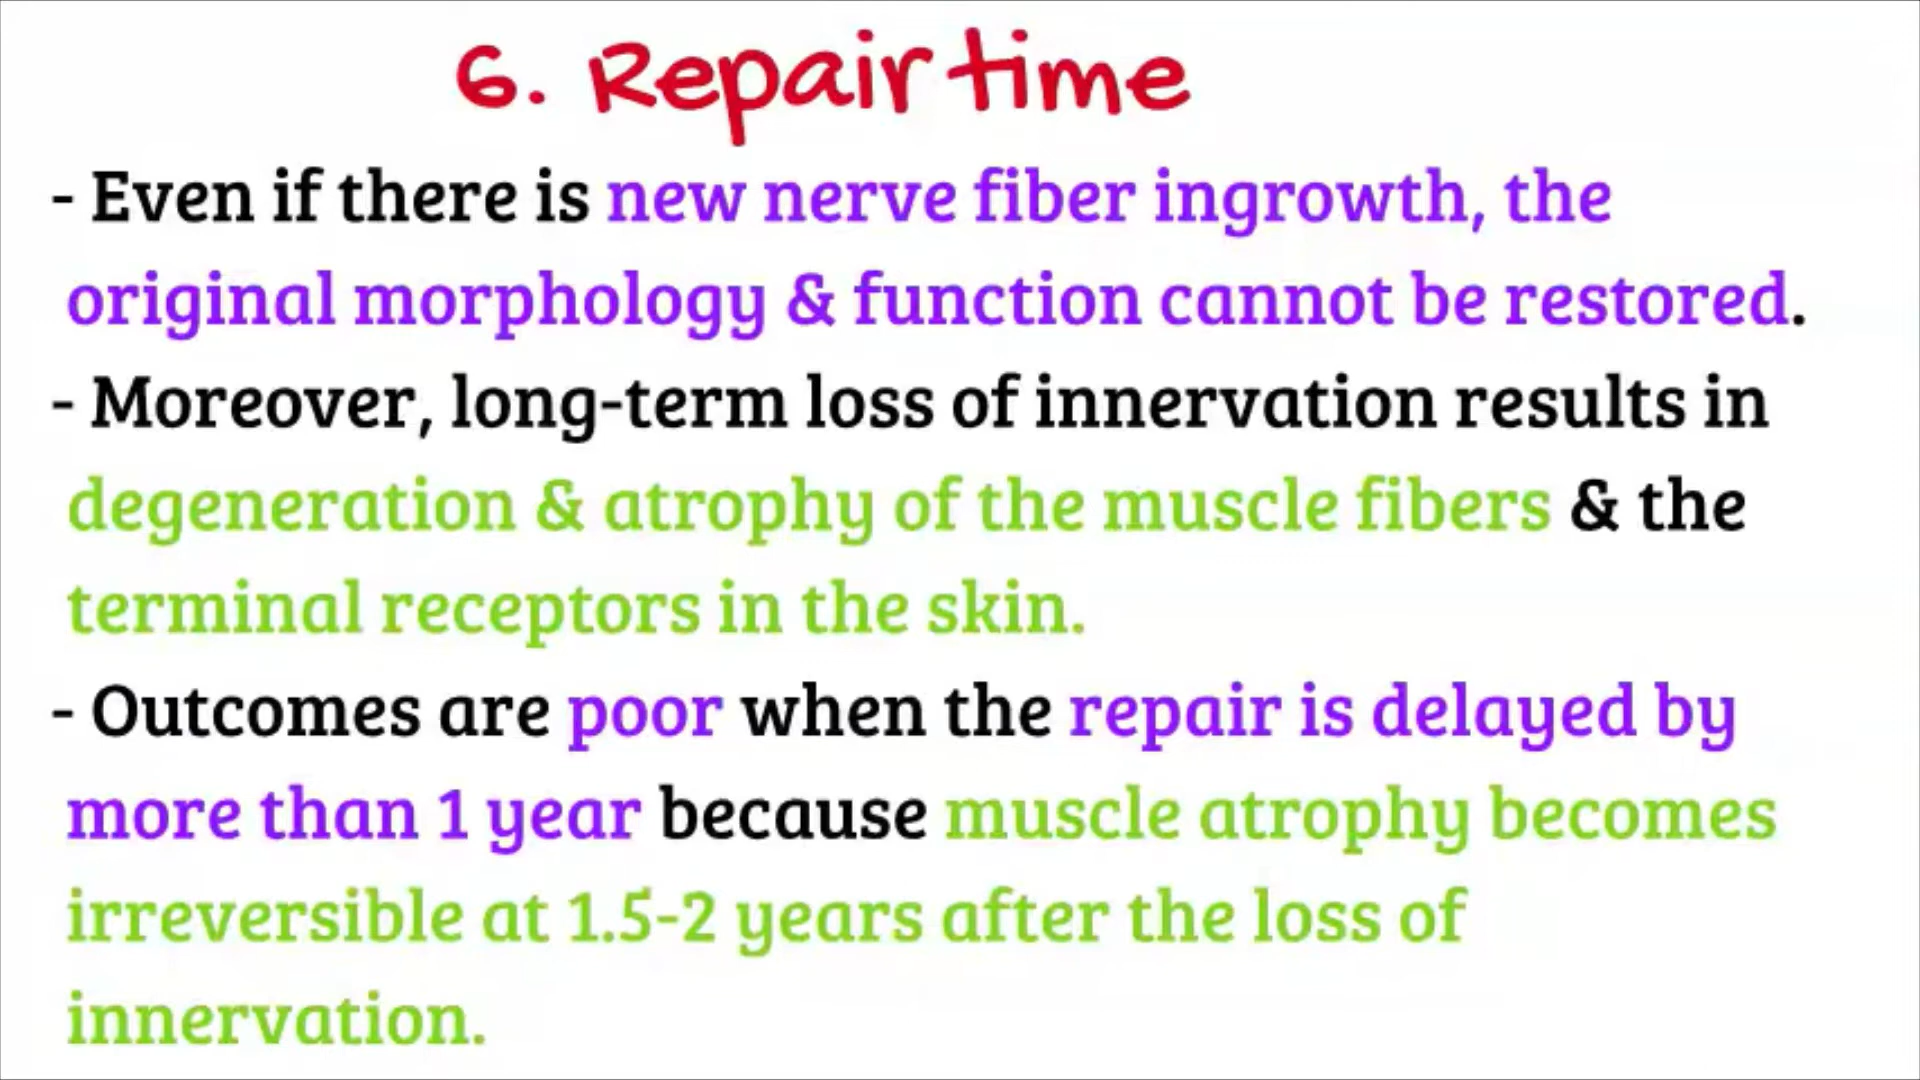 6. Repair time
- Even if there is new nerve fiber ingrowth, the
original morphology & function cannot be restored.
- Moreover, long-term loss of innervation results in
degeneration & atrophy of the muscle fibers & the
terminal receptors in the skin.
- Outcomes are poor when the repair is delayed by
more than 1 year because muscle atrophy becomes
irreversible at 1.5-2 years after the loss of
innervation.